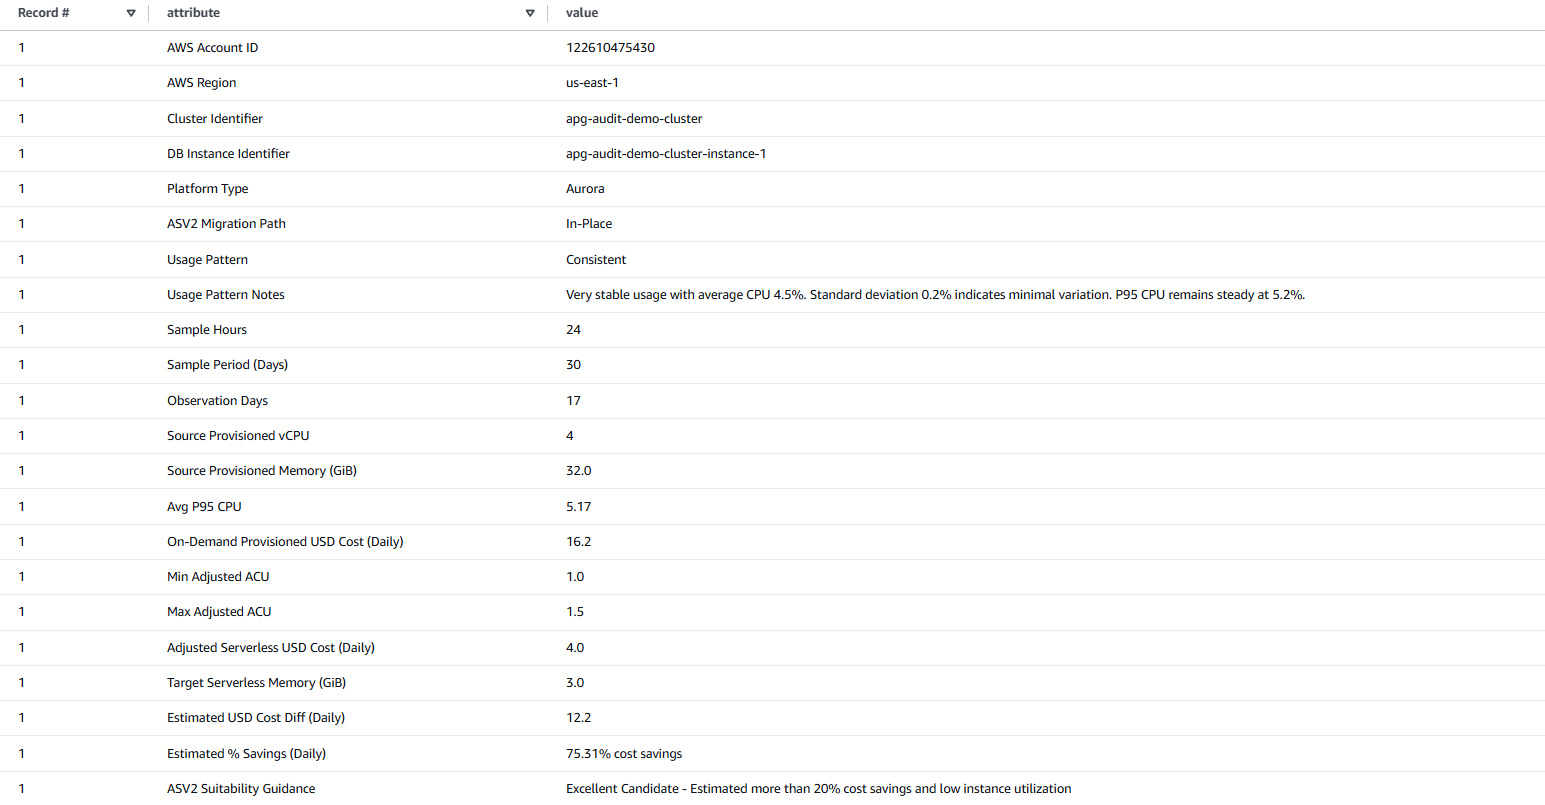 Record # attribute value
1 AWS Account ID 122610475430
1 AWS Region us-east-1
1 Cluster Identifier apg-audit-demo-cluster
1 DB Instance Identifier apg-audit-demo-cluster-instance-1
1 Platform Type Aurora
1 ASV2 Migration Path In-Place
1 Usage Pattern Consistent
1 Usage Pattern Notes Very stable usage with average CPU 4.5%. Standard deviation 0.2% indicates minimal variation. P95 CPU remains steady at 5.2%.
1 Sample Hours 24
1 Sample Period (Days) 30
1 Observation Days 17
1 Source Provisioned vCPU 4
1 Source Provisioned Memory (GiB) 32.0
1 Avg P95 CPU 5.17
1 On-Demand Provisioned USD Cost (Daily) 16.2
1 Min Adjusted ACU 1.0
1 Max Adjusted ACU 1.5
1 Adjusted Serverless USD Cost (Daily) 4.0
1 Target Serverless Memory (GiB) 3.0
1 Estimated USD Cost Diff (Daily) 12.2
1 Estimated % Savings (Daily) 75.31% cost savings
1 ASV2 Suitability Guidance Excellent Candidate - Estimated more than 20% cost savings and low instance utilization